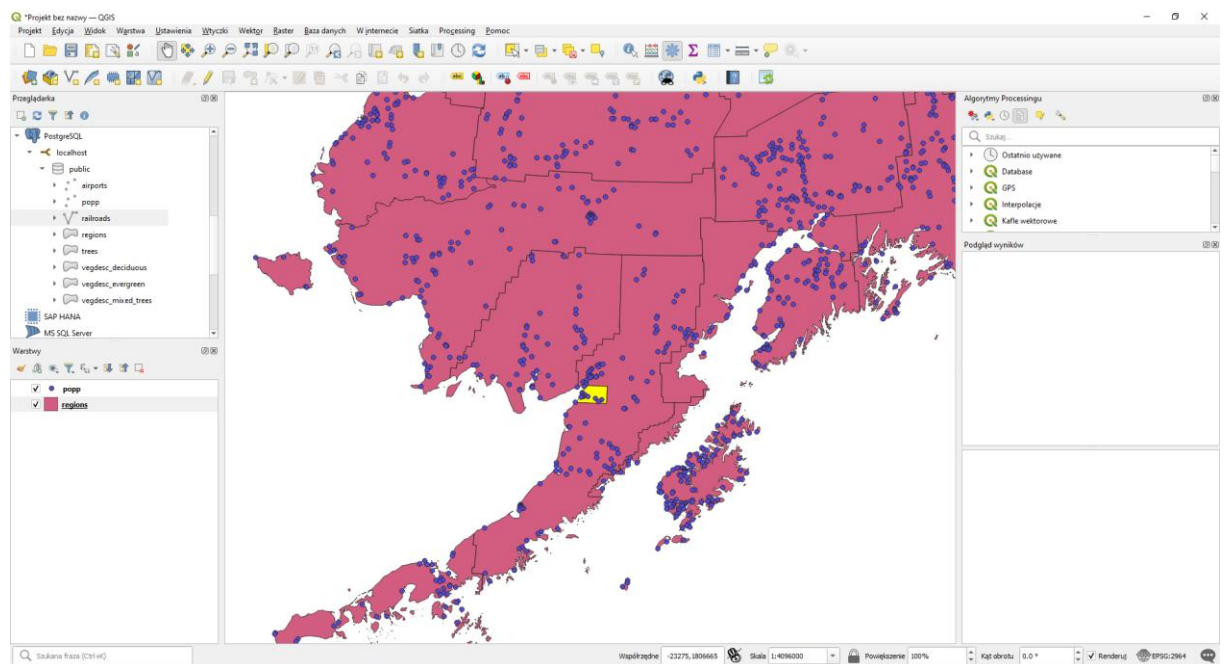 *Projekt bez nazwy — QGIS
Projekt Edycja Widok Warstwa Ustawienia Wtyczki Wektor Raster Baza danych W internecie Siatka Processing Pomoc
Przeglądarka
PostgreSQL
localhost
public
airports
popp
railroads
regions
trees
vegdesc_deciduous
vegdesc_evergreen
vegdesc_mixed_trees
SAP HANA
MS SQL Server
Warstwy
popp
regions
Algorytmy Processingu
Szukaj...
Ostatnio używane
Database
GPS
Interpolacje
Kafle wektorowe
Podgląd wyników
Szukana fraza (Ctrl+K)
Współrzędne -23275,1806665 Skala 1:4096000 Powiększenie 100% Kąt obrotu 0.0 ° Renderuj EPSG:2964